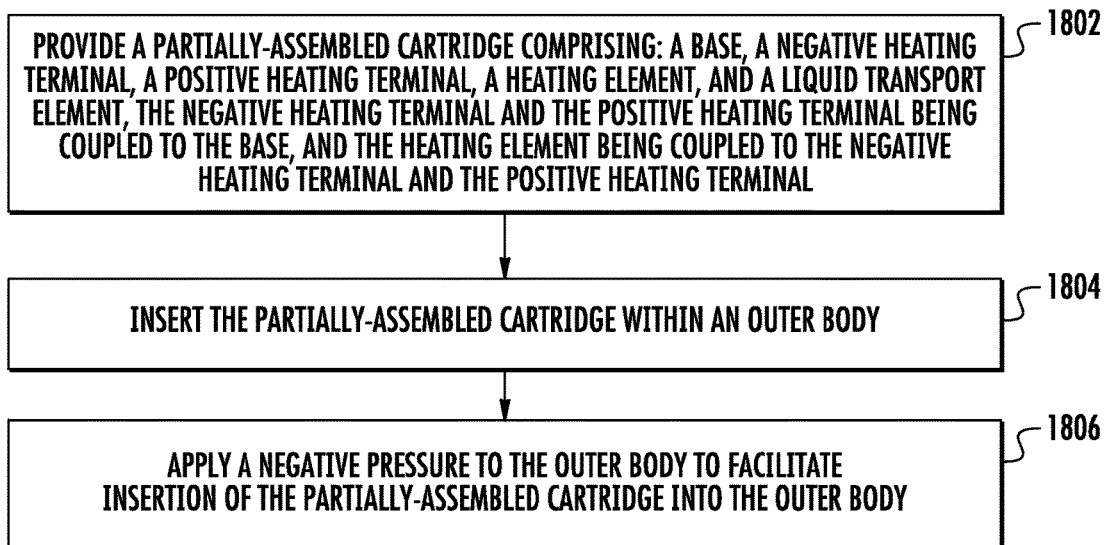 PROVIDE A PARTIALLY-ASSEMBLED CARTRIDGE COMPRISING: A BASE, A NEGATIVE HEATING
TERMINAL, A POSITIVE HEATING TERMINAL, A HEATING ELEMENT, AND A LIQUID TRANSPORT
ELEMENT, THE NEGATIVE HEATING TERMINAL AND THE POSITIVE HEATING TERMINAL BEING
COUPLED TO THE BASE, AND THE HEATING ELEMENT BEING COUPLED TO THE NEGATIVE
HEATING TERMINAL AND THE POSITIVE HEATING TERMINAL
1802
INSERT THE PARTIALLY-ASSEMBLED CARTRIDGE WITHIN AN OUTER BODY
1804
APPLY A NEGATIVE PRESSURE TO THE OUTER BODY TO FACILITATE
INSERTION OF THE PARTIALLY-ASSEMBLED CARTRIDGE INTO THE OUTER BODY
1806